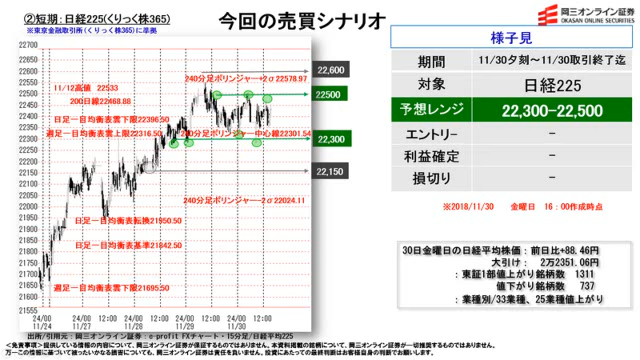 ②短期：日経225(くりっく株365)
※東京金融取引所（くりっく株365）に準拠
今回の売買シナリオ
岡三オンライン証券
OKASAN ONLINE SECURITIES
様子見
期間 11/30夕刻～11/30取引終了迄
対象 日経225
予想レンジ 22,300−22,500
エントリー −
利益確定 −
損切り −
※2018/11/30 金曜日 16：00作成時点
30日金曜日の日経平均株価：前日比+88.46円
大引け： 2万2351.06円
：東証1部値上がり銘柄数 1311
値下がり銘柄数 737
：業種別/33業種、25業種値上がり
22700
22650
22600
22550
22500
22450
22400
22350
22300
22250
22200
22150
22100
22050
22000
21950
21900
21850
21800
21750
21700
21650
21600
21555
240分足ボリンジャー+2σ22578.97
11/12高値 22533
200日線22468.88
日足一目均衡表雲下限22396.50
週足一目均衡表雲上限22316.50
240分足ボリンジャー中心線22301.54
240分足ボリンジャー−2σ22024.11
日足一目均衡表転換21950.50
日足一目均衡表基準21842.50
週足一目均衡表雲下限21695.50
22,600
22,500
22,300
22,150
24/00 12:00 24/00 12:00 24/00 12:00 24/00 12:00 24/00 12:00
11/24 11/27 11/28 11/29 11/30
出所/引用元：岡三オンライン証券：e-profit FXチャート・15分足/日経平均225